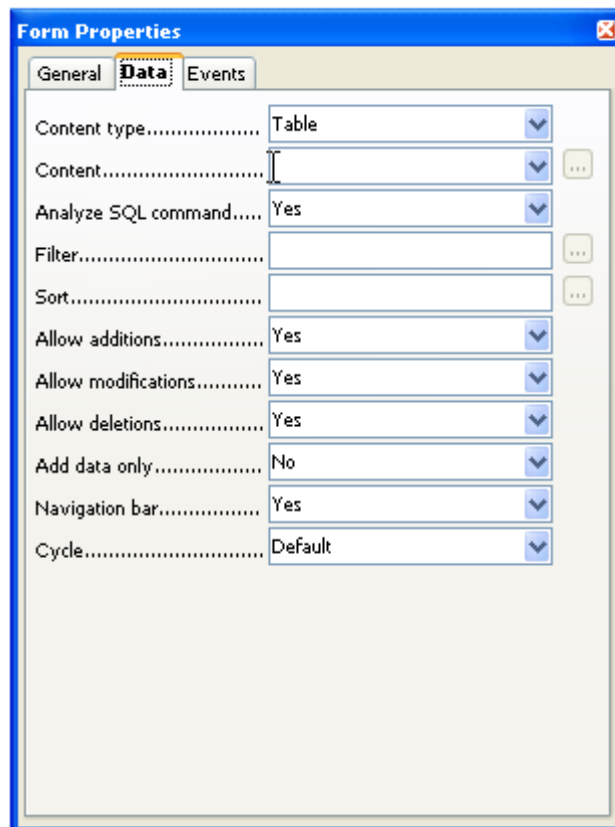 Form Properties
General Data Events
Content type................... Table
Content........................... ...
Analyze SQL command..... Yes
Filter............................... ...
Sort................................ ...
Allow additions................. Yes
Allow modifications........... Yes
Allow deletions................. Yes
Add data only................... No
Navigation bar................. Yes
Cycle.............................. Default